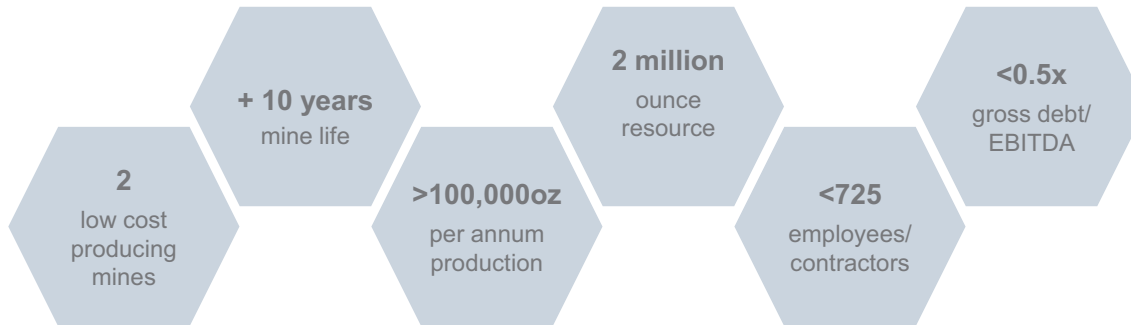 2
low cost
producing
mines
+ 10 years
mine life
>100,000oz
per annum
production
2 million
ounce
resource
<725
employees/
contractors
<0.5x
gross debt/
EBITDA